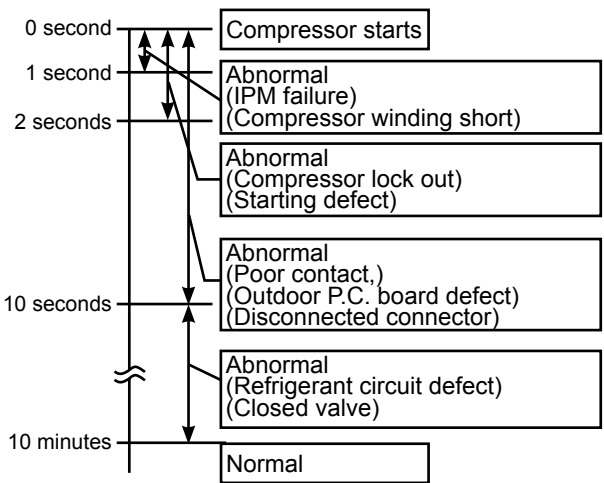 0 second
Compressor starts
1 second
Abnormal
(IPM failure)
(Compressor winding short)
2 seconds
Abnormal
(Compressor lock out)
(Starting defect)
Abnormal
(Poor contact,)
(Outdoor P.C. board defect)
(Disconnected connector)
10 seconds
Abnormal
(Refrigerant circuit defect)
(Closed valve)
10 minutes
Normal